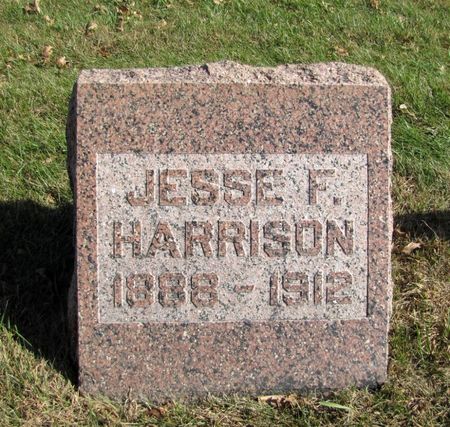 JESSE F.
HARRISON
1888 - 1912